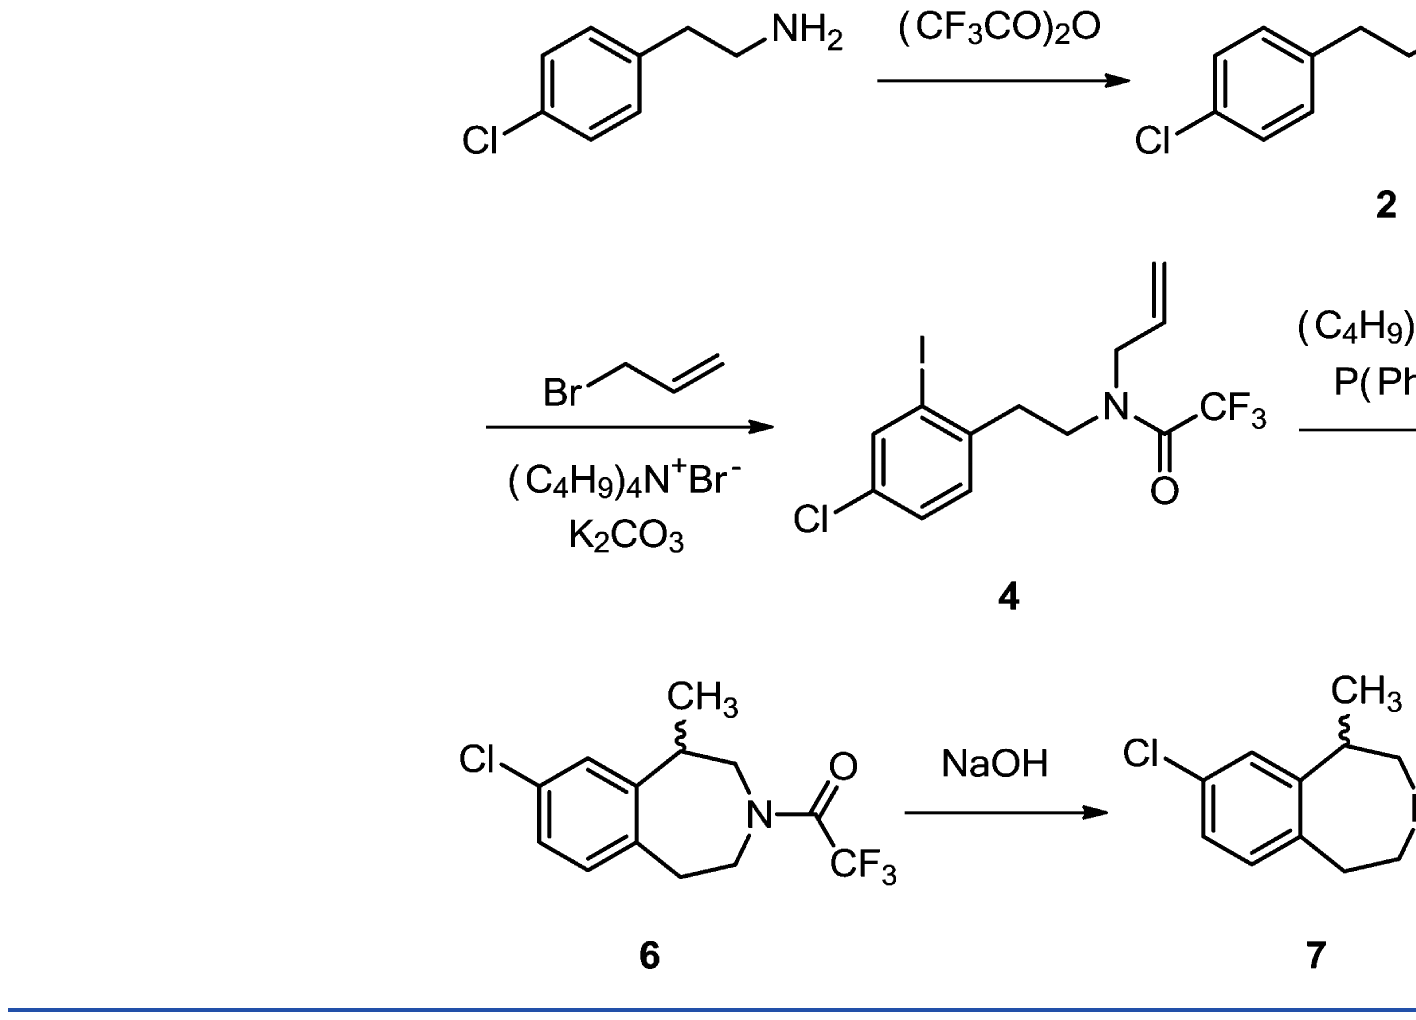 NH2
(CF3CO)2O
Cl
Cl
2
(C4H9)
I
P(Ph
Br
N
CF3
(C4H9)4N+Br-
O
Cl
K2CO3
4
CH3
CH3
Cl
O
NaOH
Cl
N
CF3
6
7